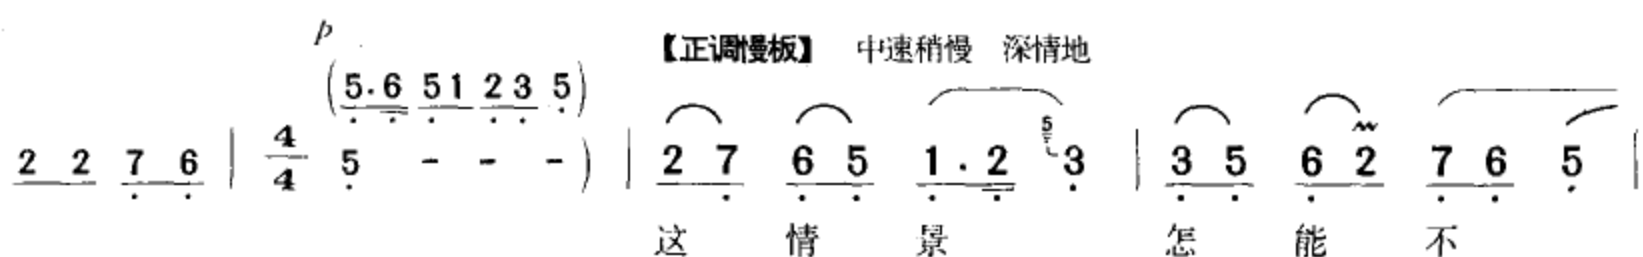 p
【正调慢板】 中速稍慢 深情地
(5·6 51 23 5)
2 2 7 6 | 4/4 5 - - -) | 2 7 6 5 1·2 5 3 | 3 5 6 2 7 6 5 |
这 情 景 怎 能 不